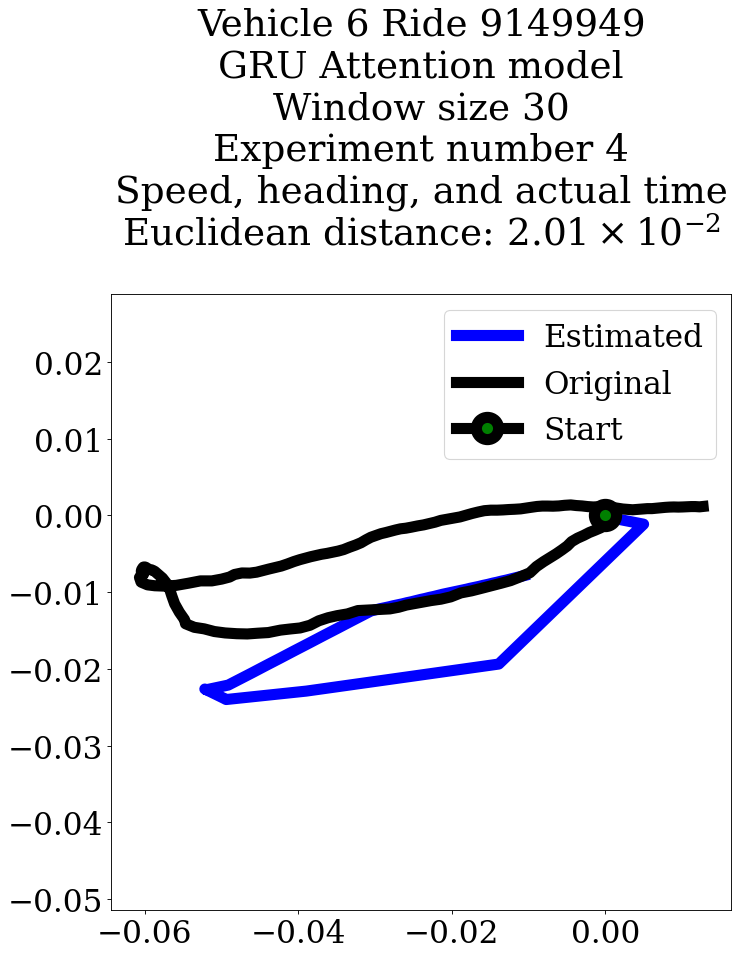 Vehicle 6 Ride 9149949
GRU Attention model
Window size 30
Experiment number 4
Speed, heading, and actual time
Euclidean distance: 2.01 × 10⁻²
Estimated
Original
Start
0.02
0.01
0.00
−0.01
−0.02
−0.03
−0.04
−0.05
−0.06 −0.04 −0.02 0.00